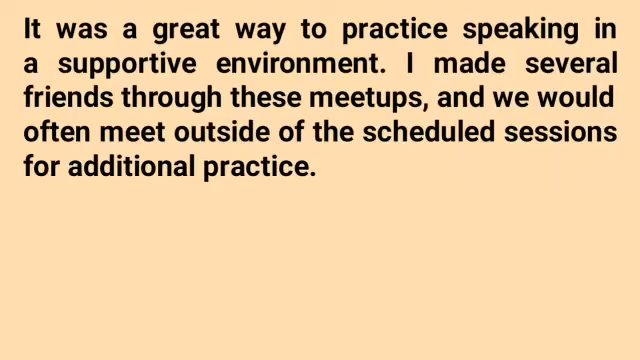 It was a great way to practice speaking in
a supportive environment. I made several
friends through these meetups, and we would
often meet outside of the scheduled sessions
for additional practice.